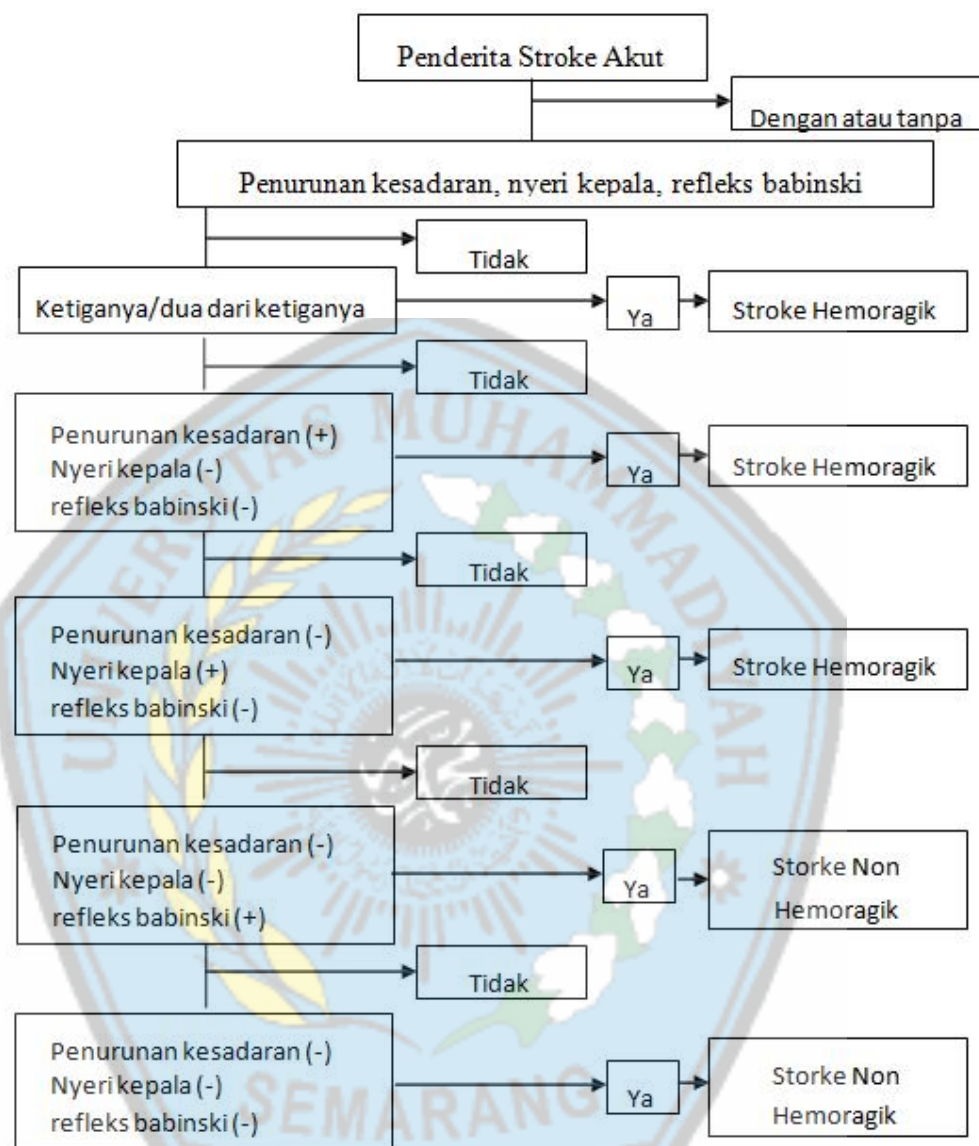 Penderita Stroke Akut
Dengan atau tanpa
Penurunan kesadaran, nyeri kepala, refleks babinski
Tidak
Ketiganya/dua dari ketiganya
Ya
Stroke Hemoragik
Tidak
Penurunan kesadaran (+)
Nyeri kepala (-)
refleks babinski (-)
Ya
Stroke Hemoragik
Tidak
Penurunan kesadaran (-)
Nyeri kepala (+)
refleks babinski (-)
Ya
Stroke Hemoragik
Tidak
Penurunan kesadaran (-)
Nyeri kepala (-)
refleks babinski (+)
Ya
Storke Non
Hemoragik
Tidak
Penurunan kesadaran (-)
Nyeri kepala (-)
refleks babinski (-)
Ya
Storke Non
Hemoragik
UNIVERSITAS MUHAMMADIYAH
SEMARANG